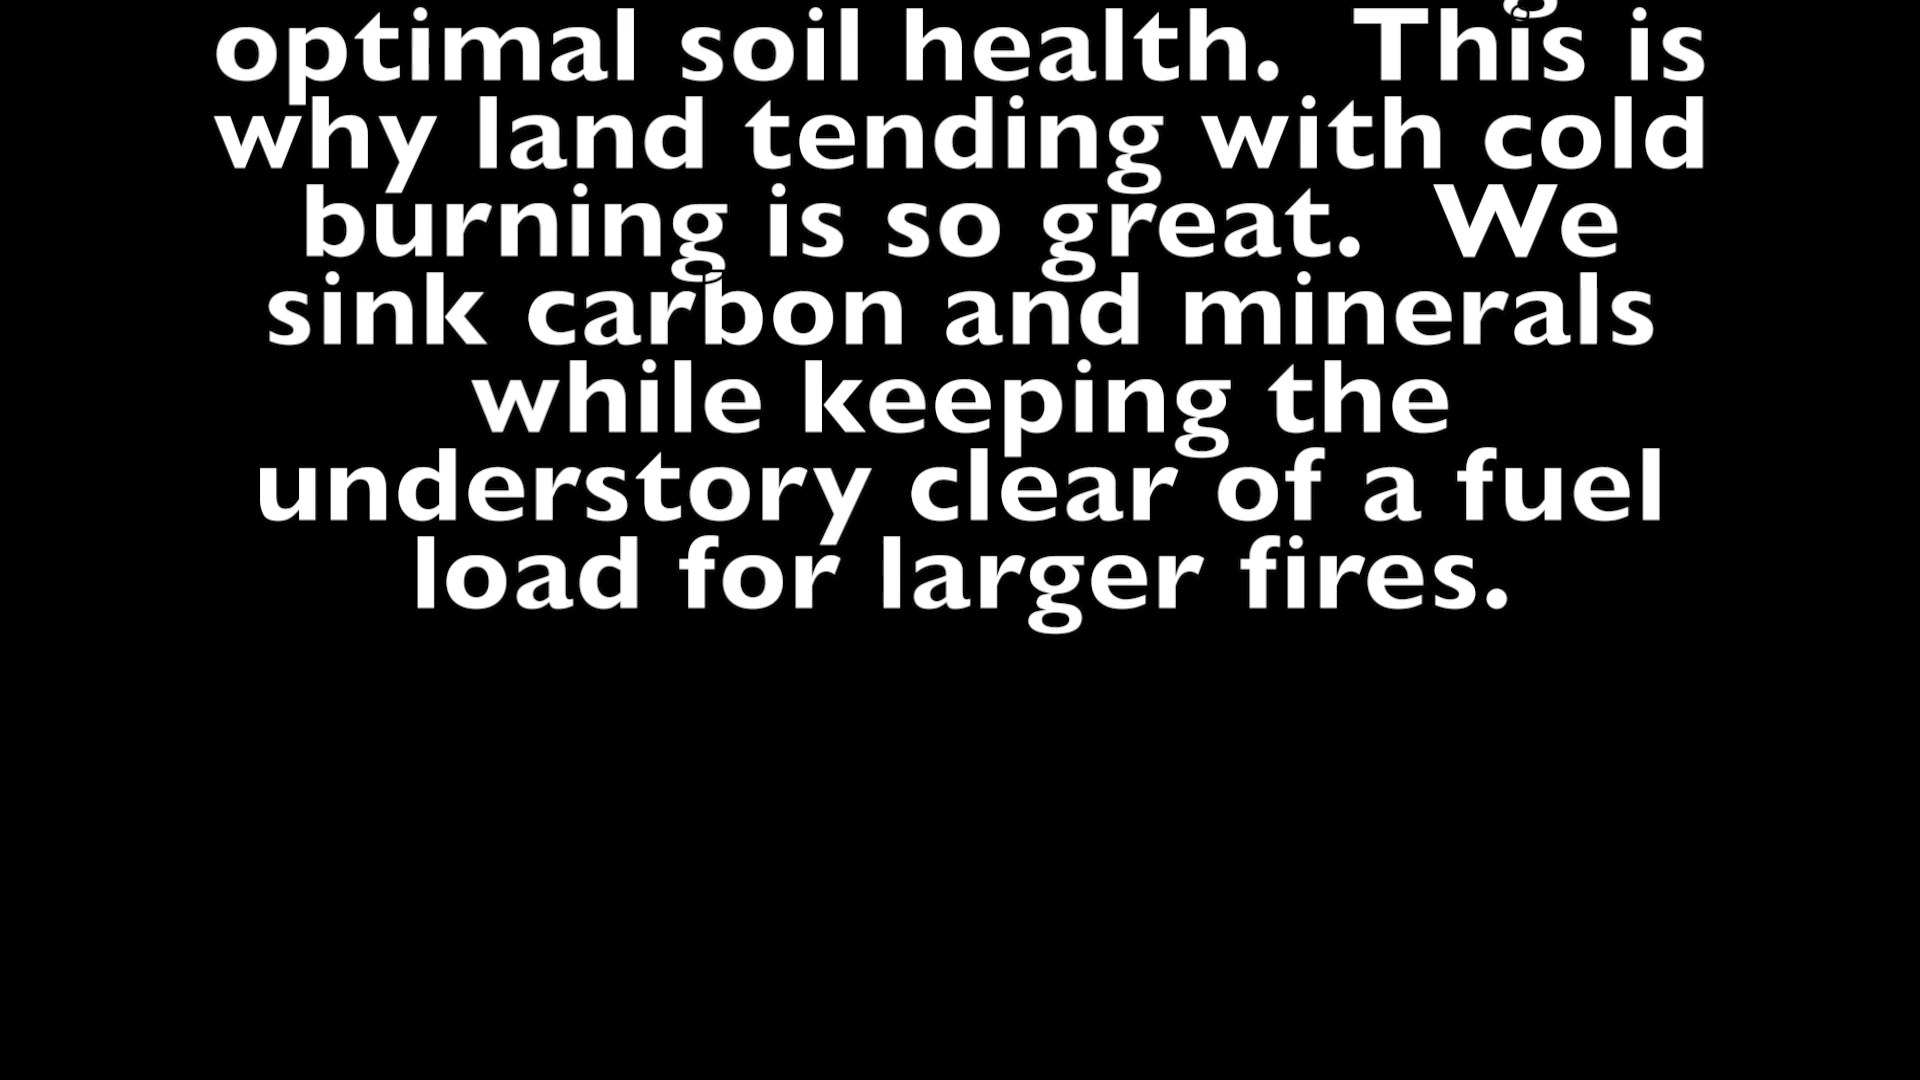 optimal soil health.  This is
why land tending with cold
burning is so great.  We
sink carbon and minerals
while keeping the
understory clear of a fuel
load for larger fires.